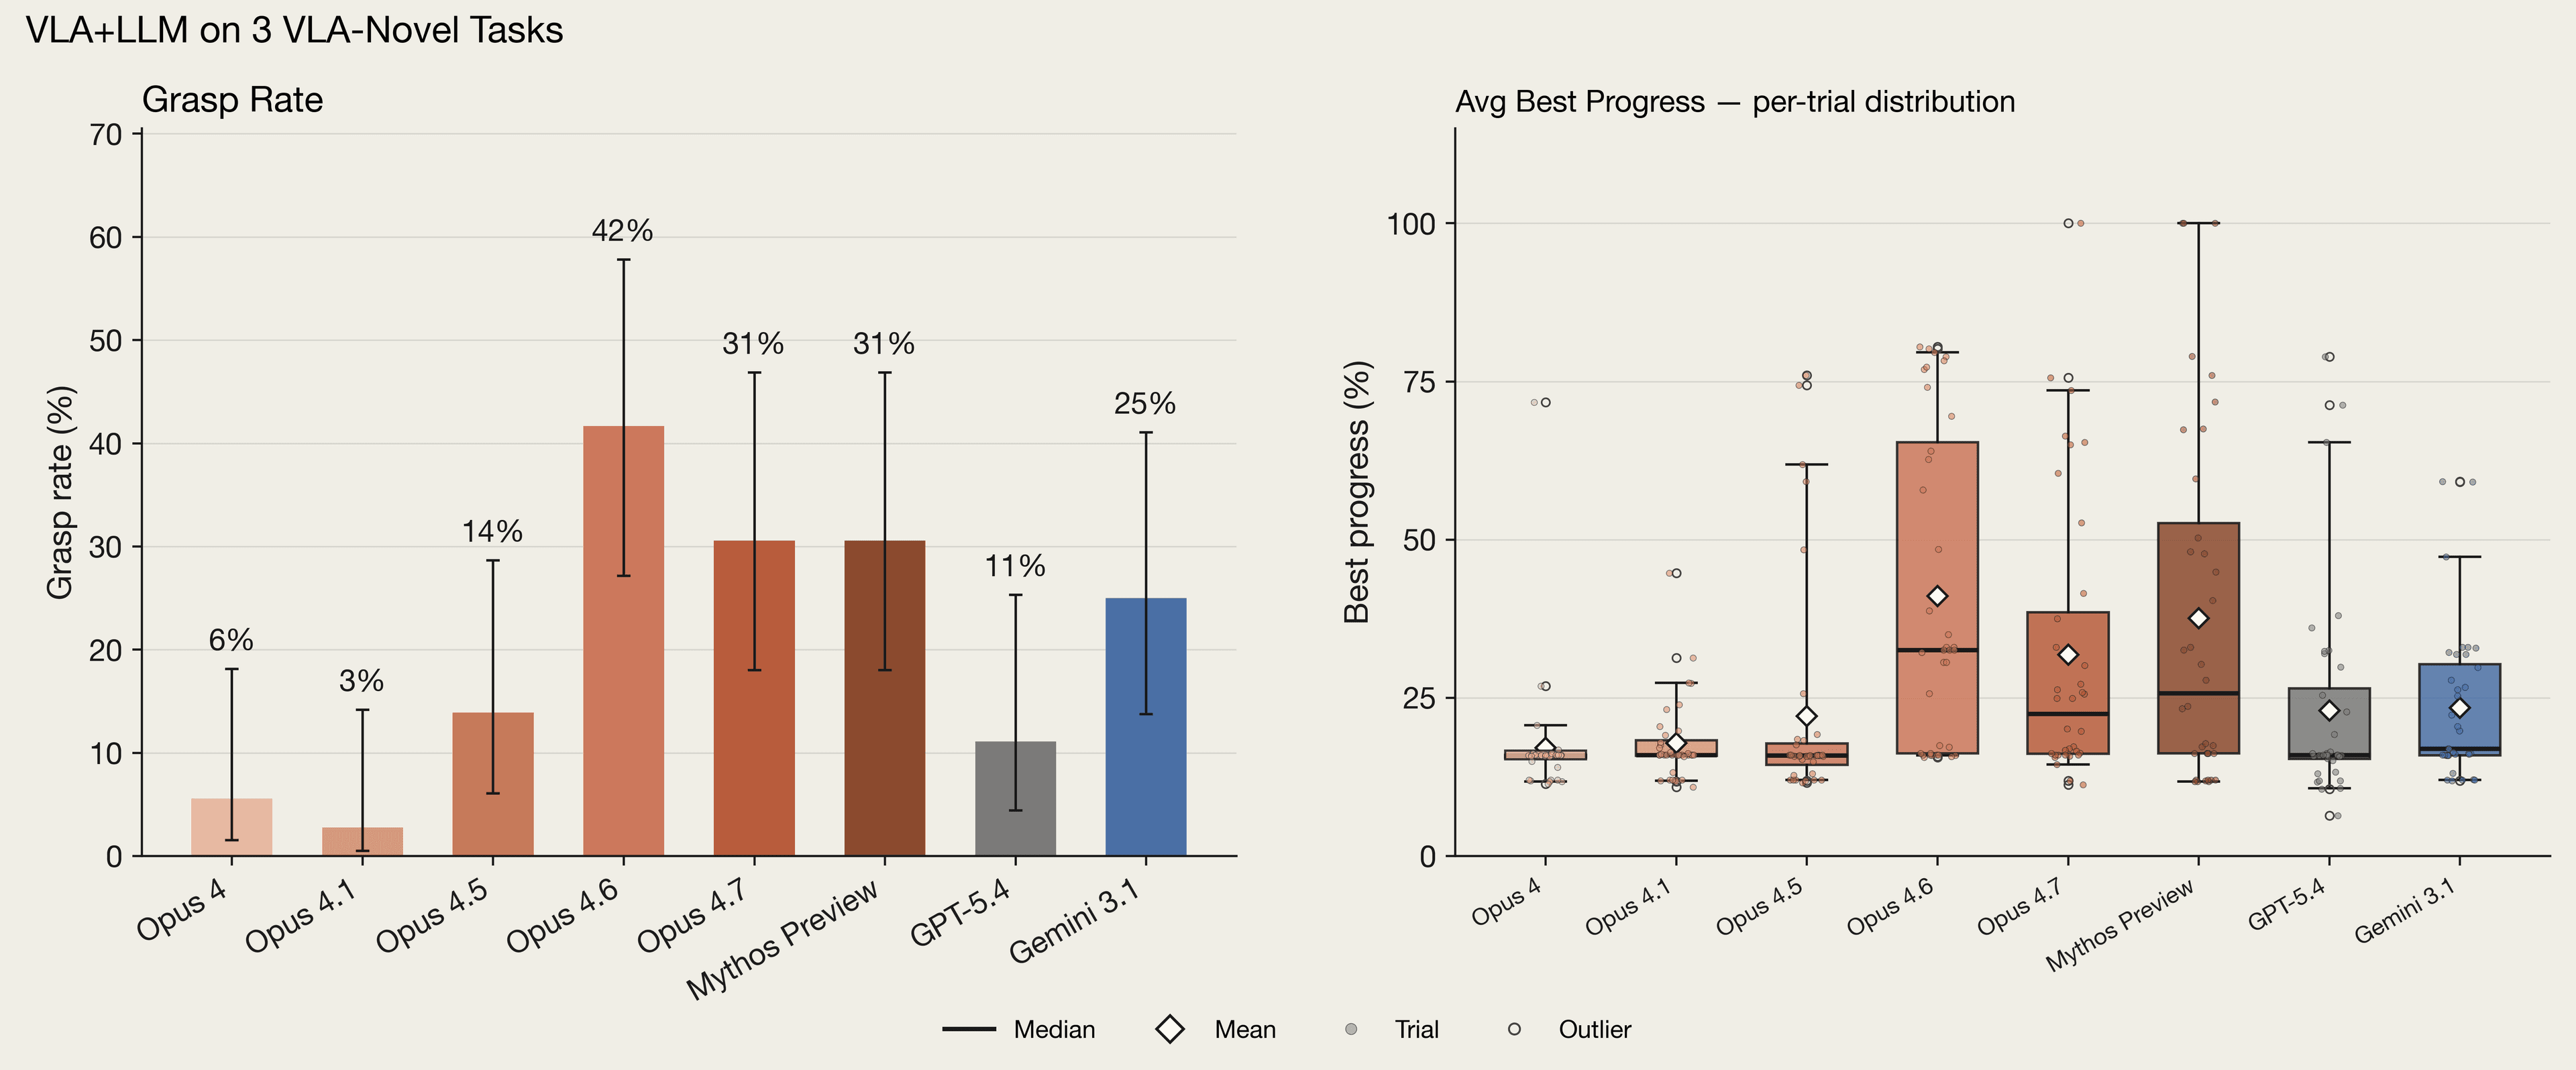 VLA+LLM on 3 VLA-Novel Tasks
Grasp Rate
Grasp rate (%)
70
60
50
40
30
20
10
0
6%
3%
14%
42%
31%
31%
11%
25%
Opus 4
Opus 4.1
Opus 4.5
Opus 4.6
Opus 4.7
Mythos Preview
GPT-5.4
Gemini 3.1
Avg Best Progress — per-trial distribution
Best progress (%)
100
75
50
25
0
Opus 4
Opus 4.1
Opus 4.5
Opus 4.6
Opus 4.7
Mythos Preview
GPT-5.4
Gemini 3.1
Median
Mean
Trial
Outlier